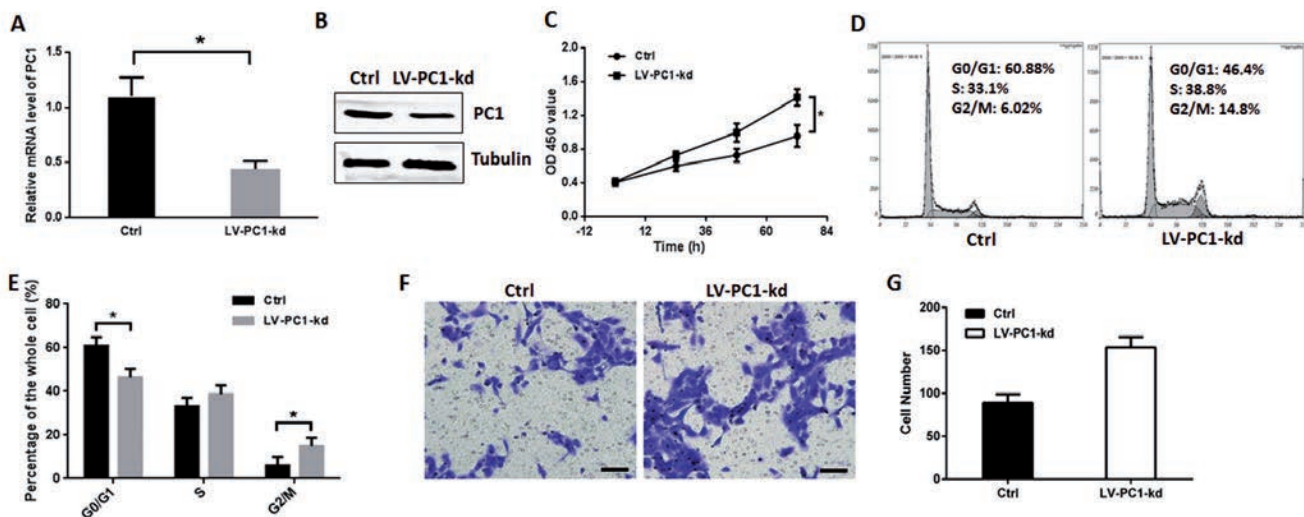 A
Relative mRNA level of PC1
1.5
1.0
0.5
0.0
*
Ctrl
LV-PC1-kd
B
Ctrl LV-PC1-kd
PC1
Tubulin
C
OD 450 value
2.0
1.6
1.2
0.8
0.4
0.0
Ctrl
LV-PC1-kd
*
-12 12 36 60 84
Time (h)
D
G0/G1: 60.88%
S: 33.1%
G2/M: 6.02%
Ctrl
G0/G1: 46.4%
S: 38.8%
G2/M: 14.8%
LV-PC1-kd
E
Percentage of the whole cell (%)
80
60
40
20
0
Ctrl
LV-PC1-kd
*
*
G0/G1
S
G2/M
F
Ctrl
LV-PC1-kd
G
Cell Number
200
150
100
50
0
Ctrl
LV-PC1-kd
Ctrl
LV-PC1-kd